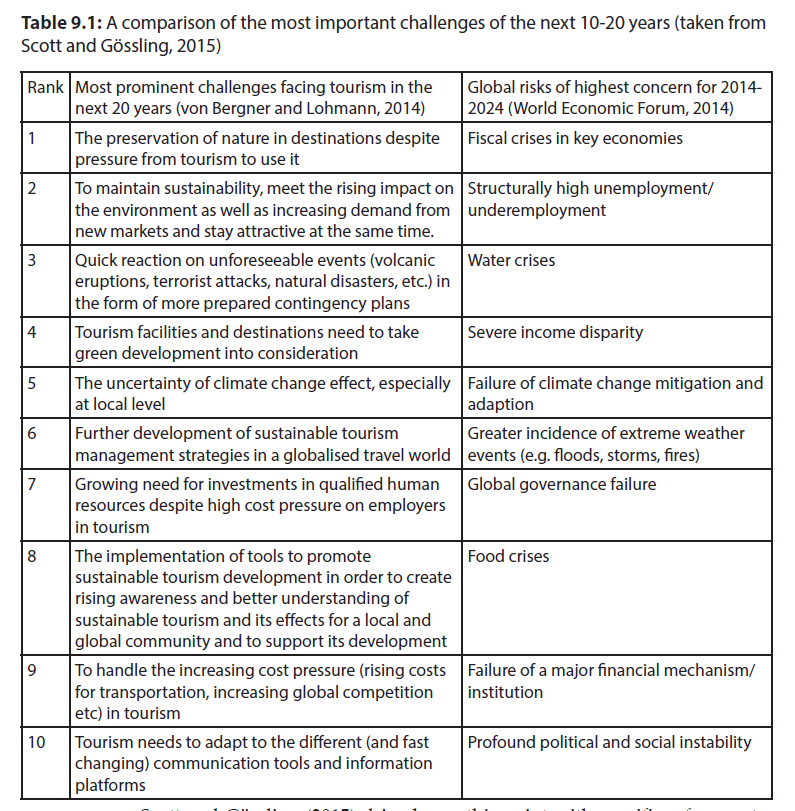 Table 9.1: A comparison of the most important challenges of the next 10-20 years (taken from
Scott and Gössling, 2015)
Rank
Most prominent challenges facing tourism in the
next 20 years (von Bergner and Lohmann, 2014)
Global risks of highest concern for 2014-
2024 (World Economic Forum, 2014)
1
The preservation of nature in destinations despite
pressure from tourism to use it
Fiscal crises in key economies
2
To maintain sustainability, meet the rising impact on
the environment as well as increasing demand from
new markets and stay attractive at the same time.
Structurally high unemployment/
underemployment
3
Quick reaction on unforeseeable events (volcanic
eruptions, terrorist attacks, natural disasters, etc.) in
the form of more prepared contingency plans
Water crises
4
Tourism facilities and destinations need to take
green development into consideration
Severe income disparity
5
The uncertainty of climate change effect, especially
at local level
Failure of climate change mitigation and
adaption
6
Further development of sustainable tourism
management strategies in a globalised travel world
Greater incidence of extreme weather
events (e.g. floods, storms, fires)
7
Growing need for investments in qualified human
resources despite high cost pressure on employers
in tourism
Global governance failure
8
The implementation of tools to promote
sustainable tourism development in order to create
rising awareness and better understanding of
sustainable tourism and its effects for a local and
global community and to support its development
Food crises
9
To handle the increasing cost pressure (rising costs
for transportation, increasing global competition
etc) in tourism
Failure of a major financial mechanism/
institution
10
Tourism needs to adapt to the different (and fast
changing) communication tools and information
platforms
Profound political and social instability